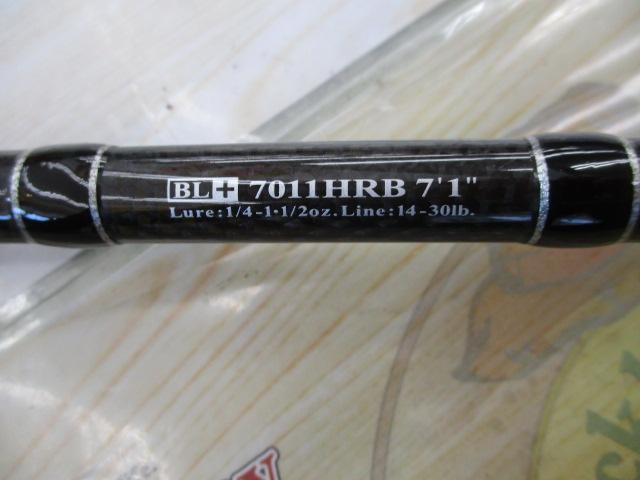 BL+ 7011HRB 7'1"
Lure:1/4-1·1/2oz. Line:14-30lb.